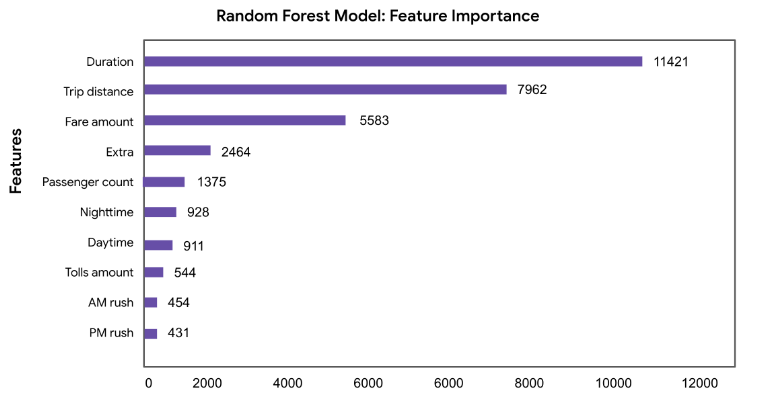 Random Forest Model: Feature Importance
Features
Duration 11421
Trip distance 7962
Fare amount 5583
Extra 2464
Passenger count 1375
Nighttime 928
Daytime 911
Tolls amount 544
AM rush 454
PM rush 431
0 2000 4000 6000 6000 8000 10000 12000